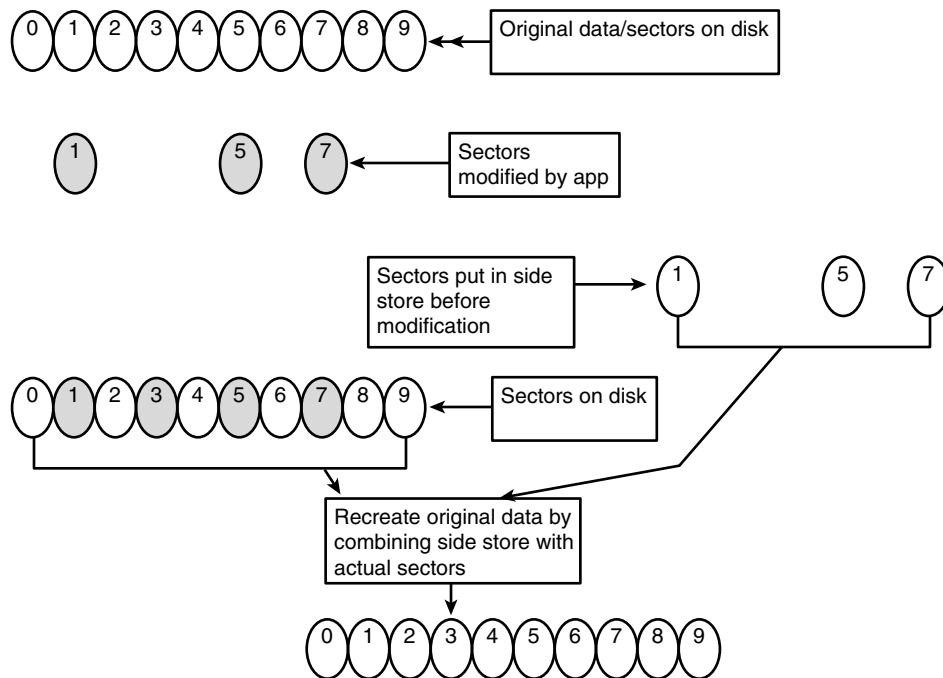 0 1 2 3 4 5 6 7 8 9
Original data/sectors on disk
1 5 7
Sectors
modified by app
Sectors put in side
store before
modification
1 5 7
0 1 2 3 4 5 6 7 8 9
Sectors on disk
Recreate original data by
combining side store with
actual sectors
0 1 2 3 4 5 6 7 8 9